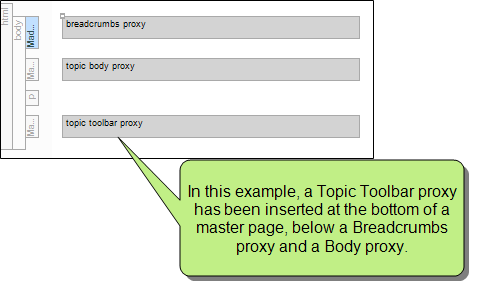 html
body
Mad...
breadcrumbs proxy
Ma...
topic body proxy
p
Ma...
topic toolbar proxy
In this example, a Topic Toolbar proxy
has been inserted at the bottom of a
master page, below a Breadcrumbs
proxy and a Body proxy.